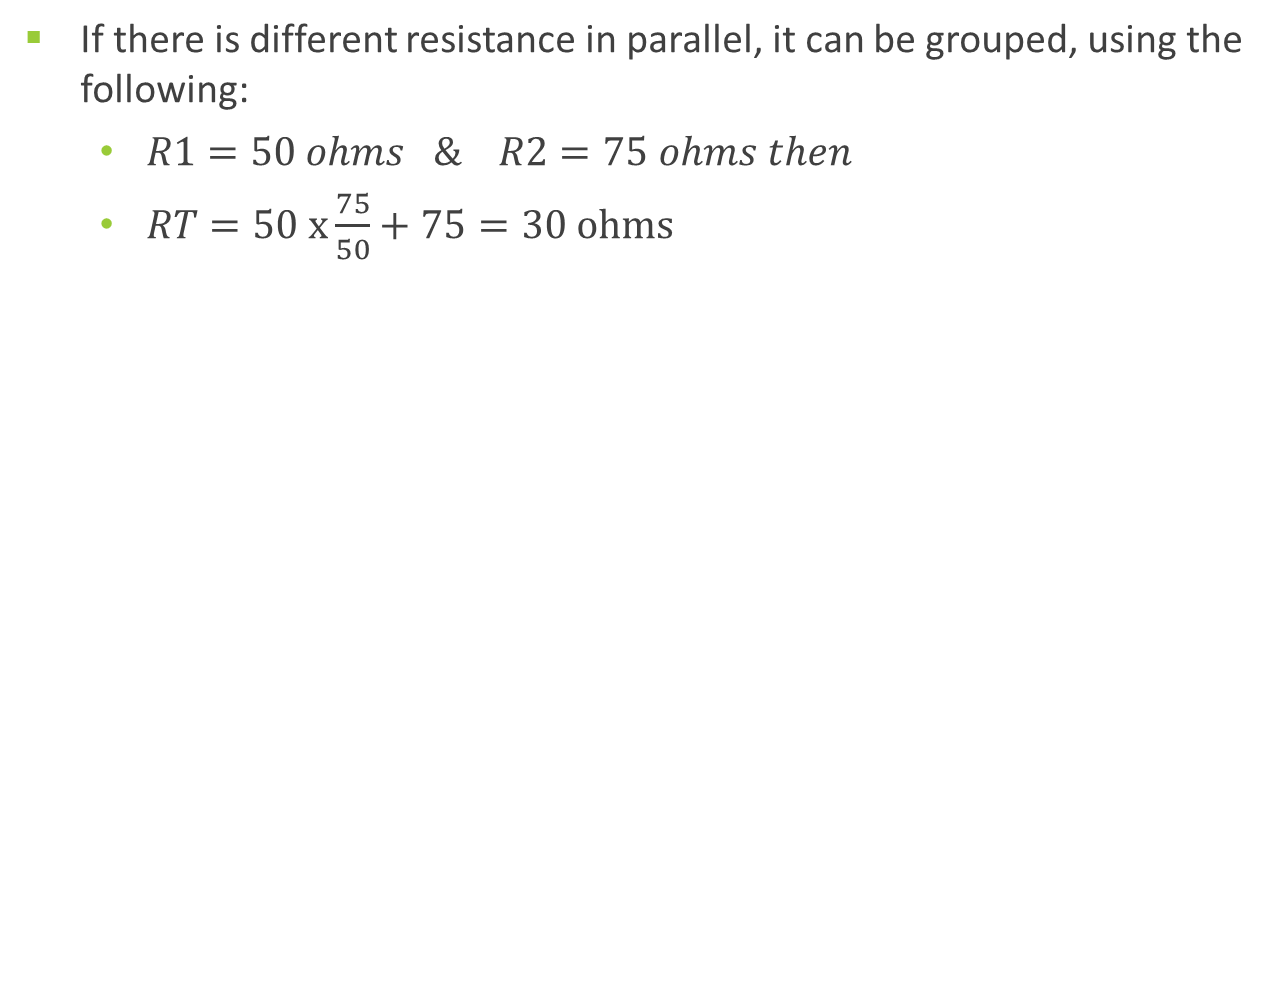 ▪ If there is different resistance in parallel, it can be grouped, using the
following:
• R1 = 50 ohms & R2 = 75 ohms then
• RT = 50 x 75/50 + 75 = 30 ohms